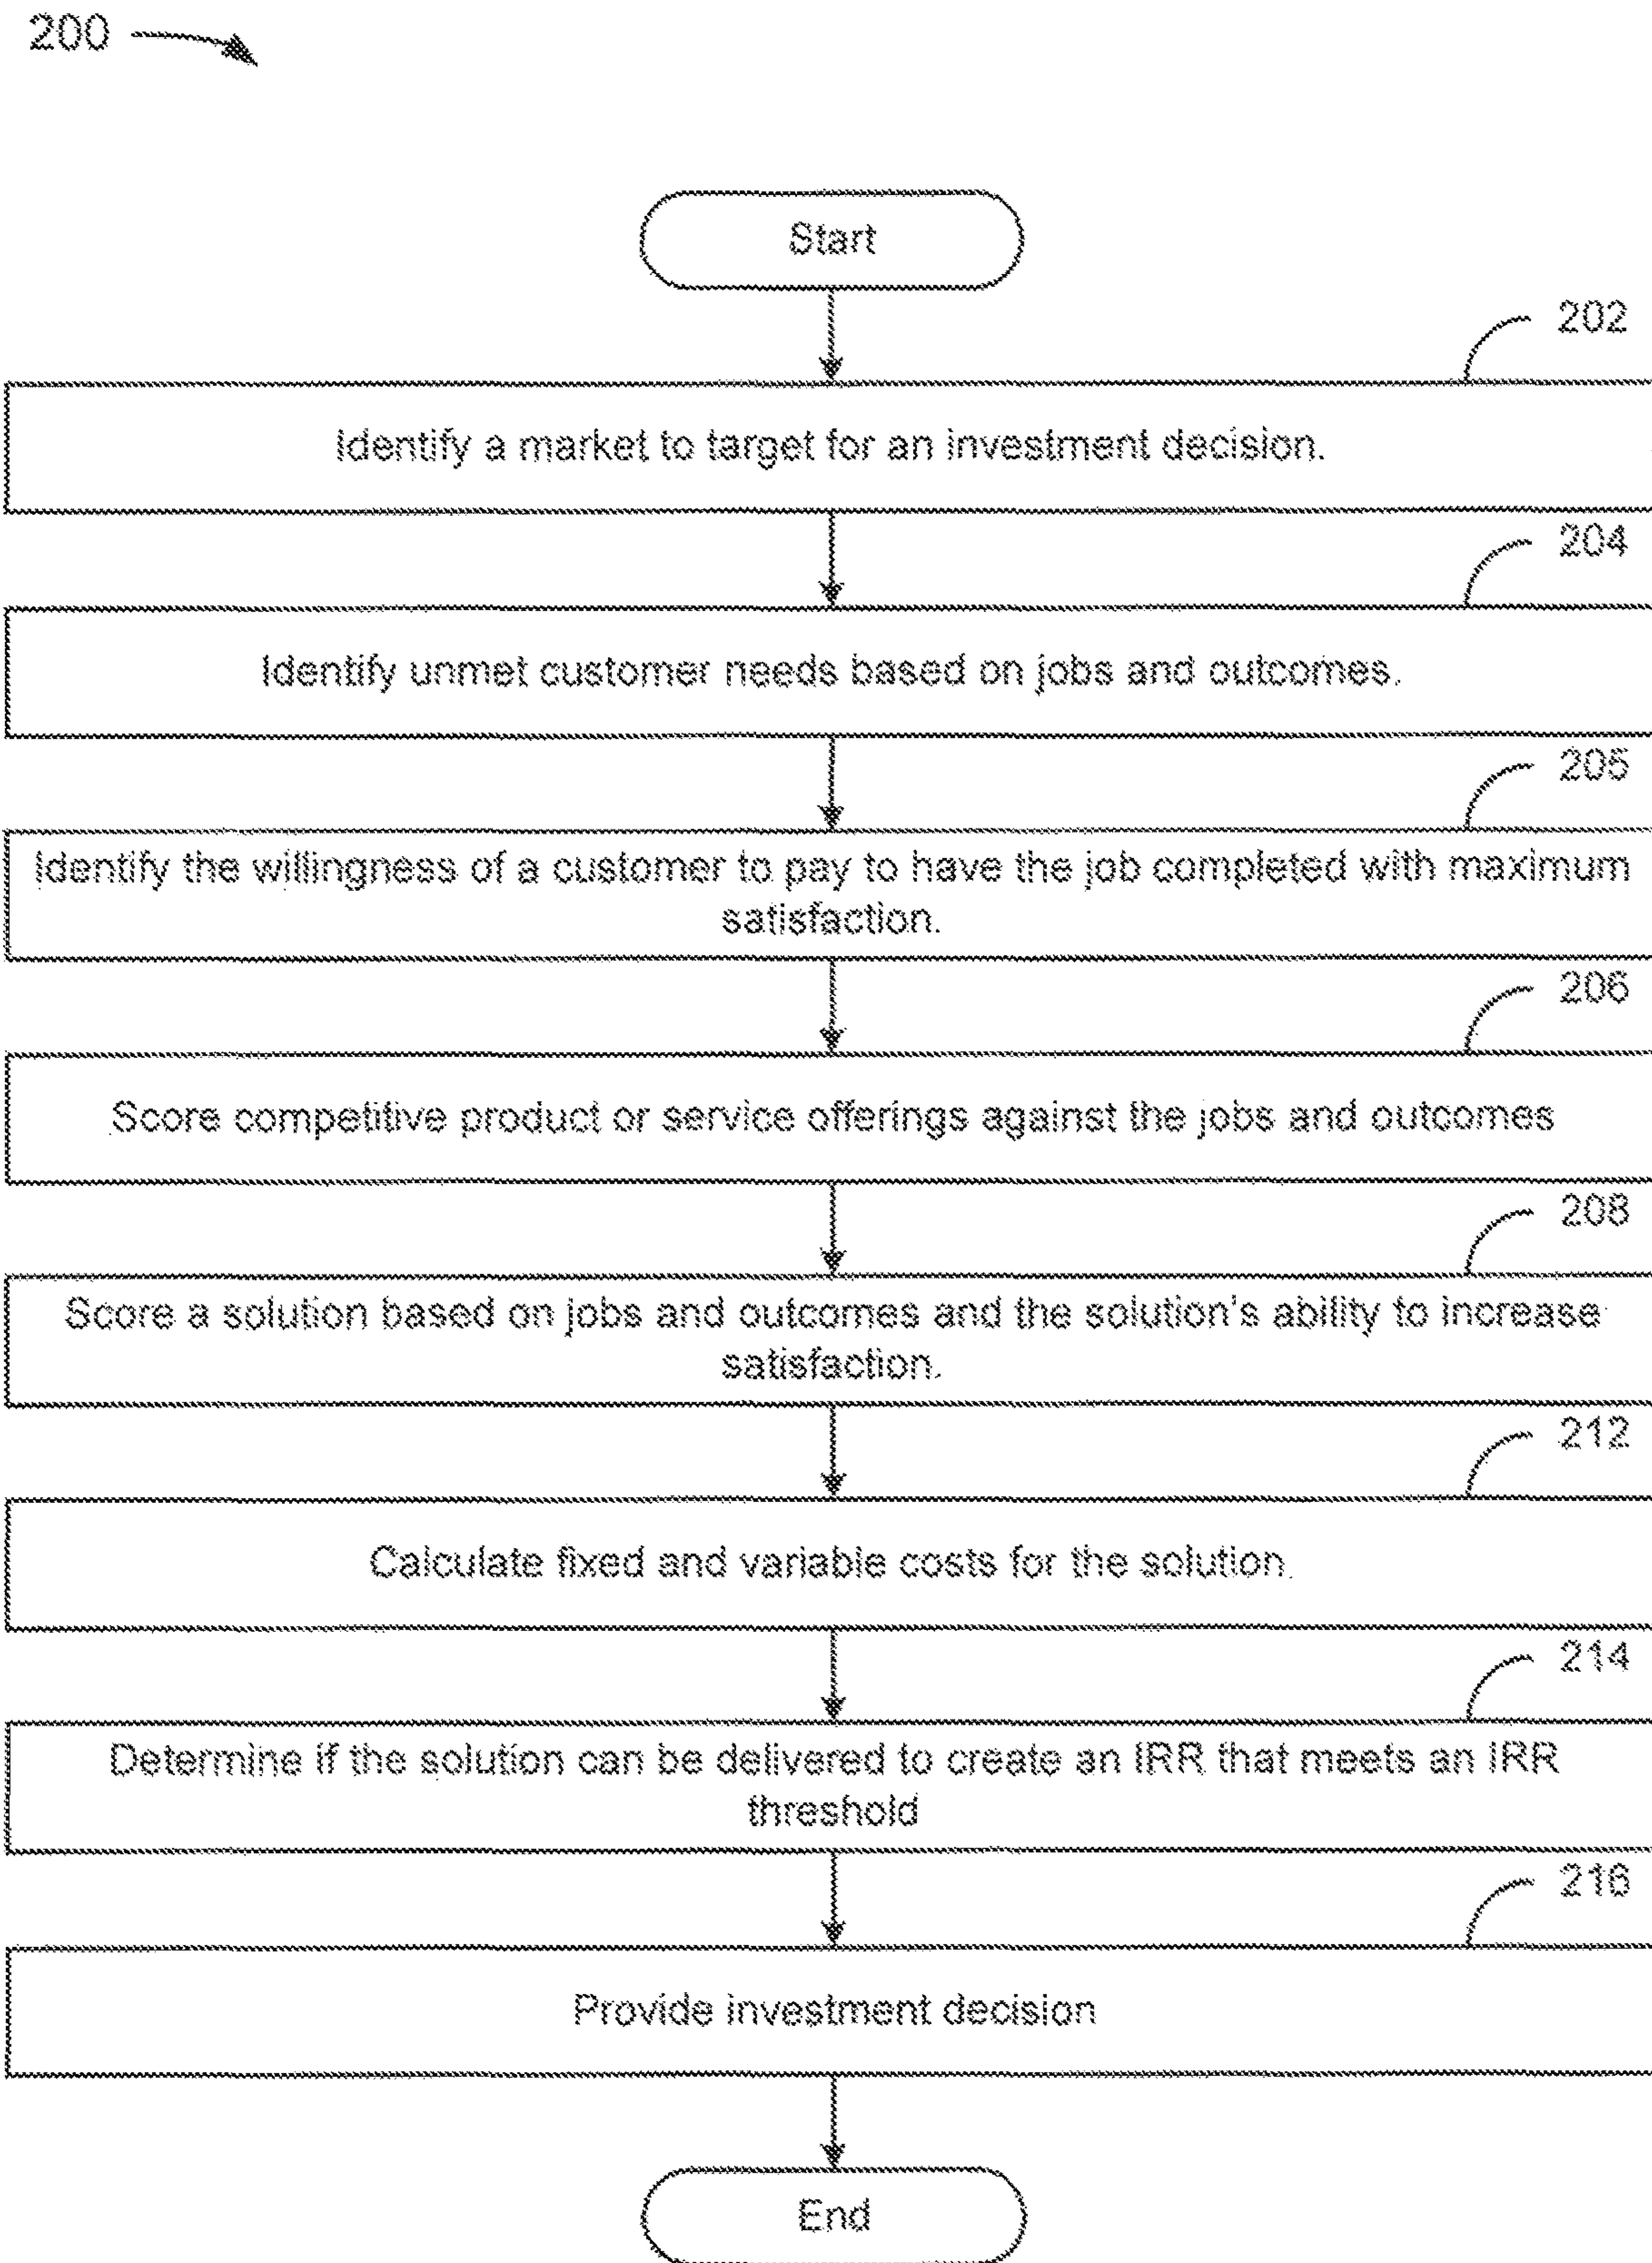 200
Start
202
Identify a market to target for an investment decision.
204
Identify unmet customer needs based on jobs and outcomes.
205
Identify the willingness of a customer to pay to have the job completed with maximum
satisfaction.
206
Score competitive product or service offerings against the jobs and outcomes
208
Score a solution based on jobs and outcomes and the solution's ability to increase
satisfaction.
212
Calculate fixed and variable costs for the solution.
214
Determine if the solution can be delivered to create an IRR that meets an IRR
threshold
216
Provide investment decision
End